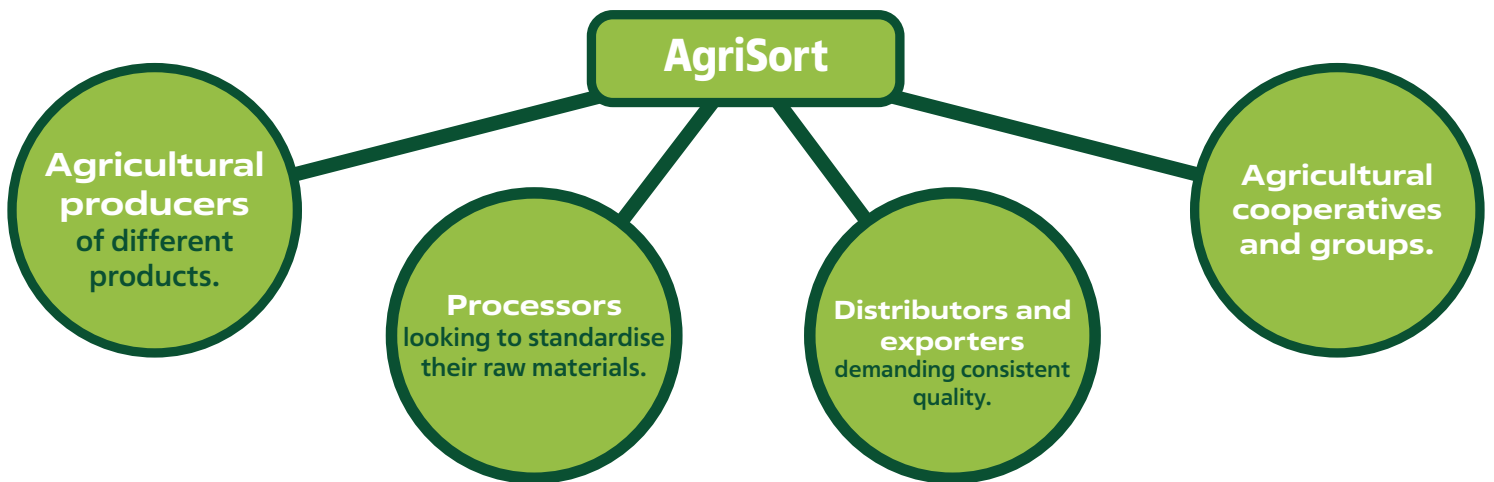 AgriSort
Agricultural
producers
of different
products.
Processors
looking to standardise
their raw materials.
Distributors and
exporters
demanding consistent
quality.
Agricultural
cooperatives
and groups.